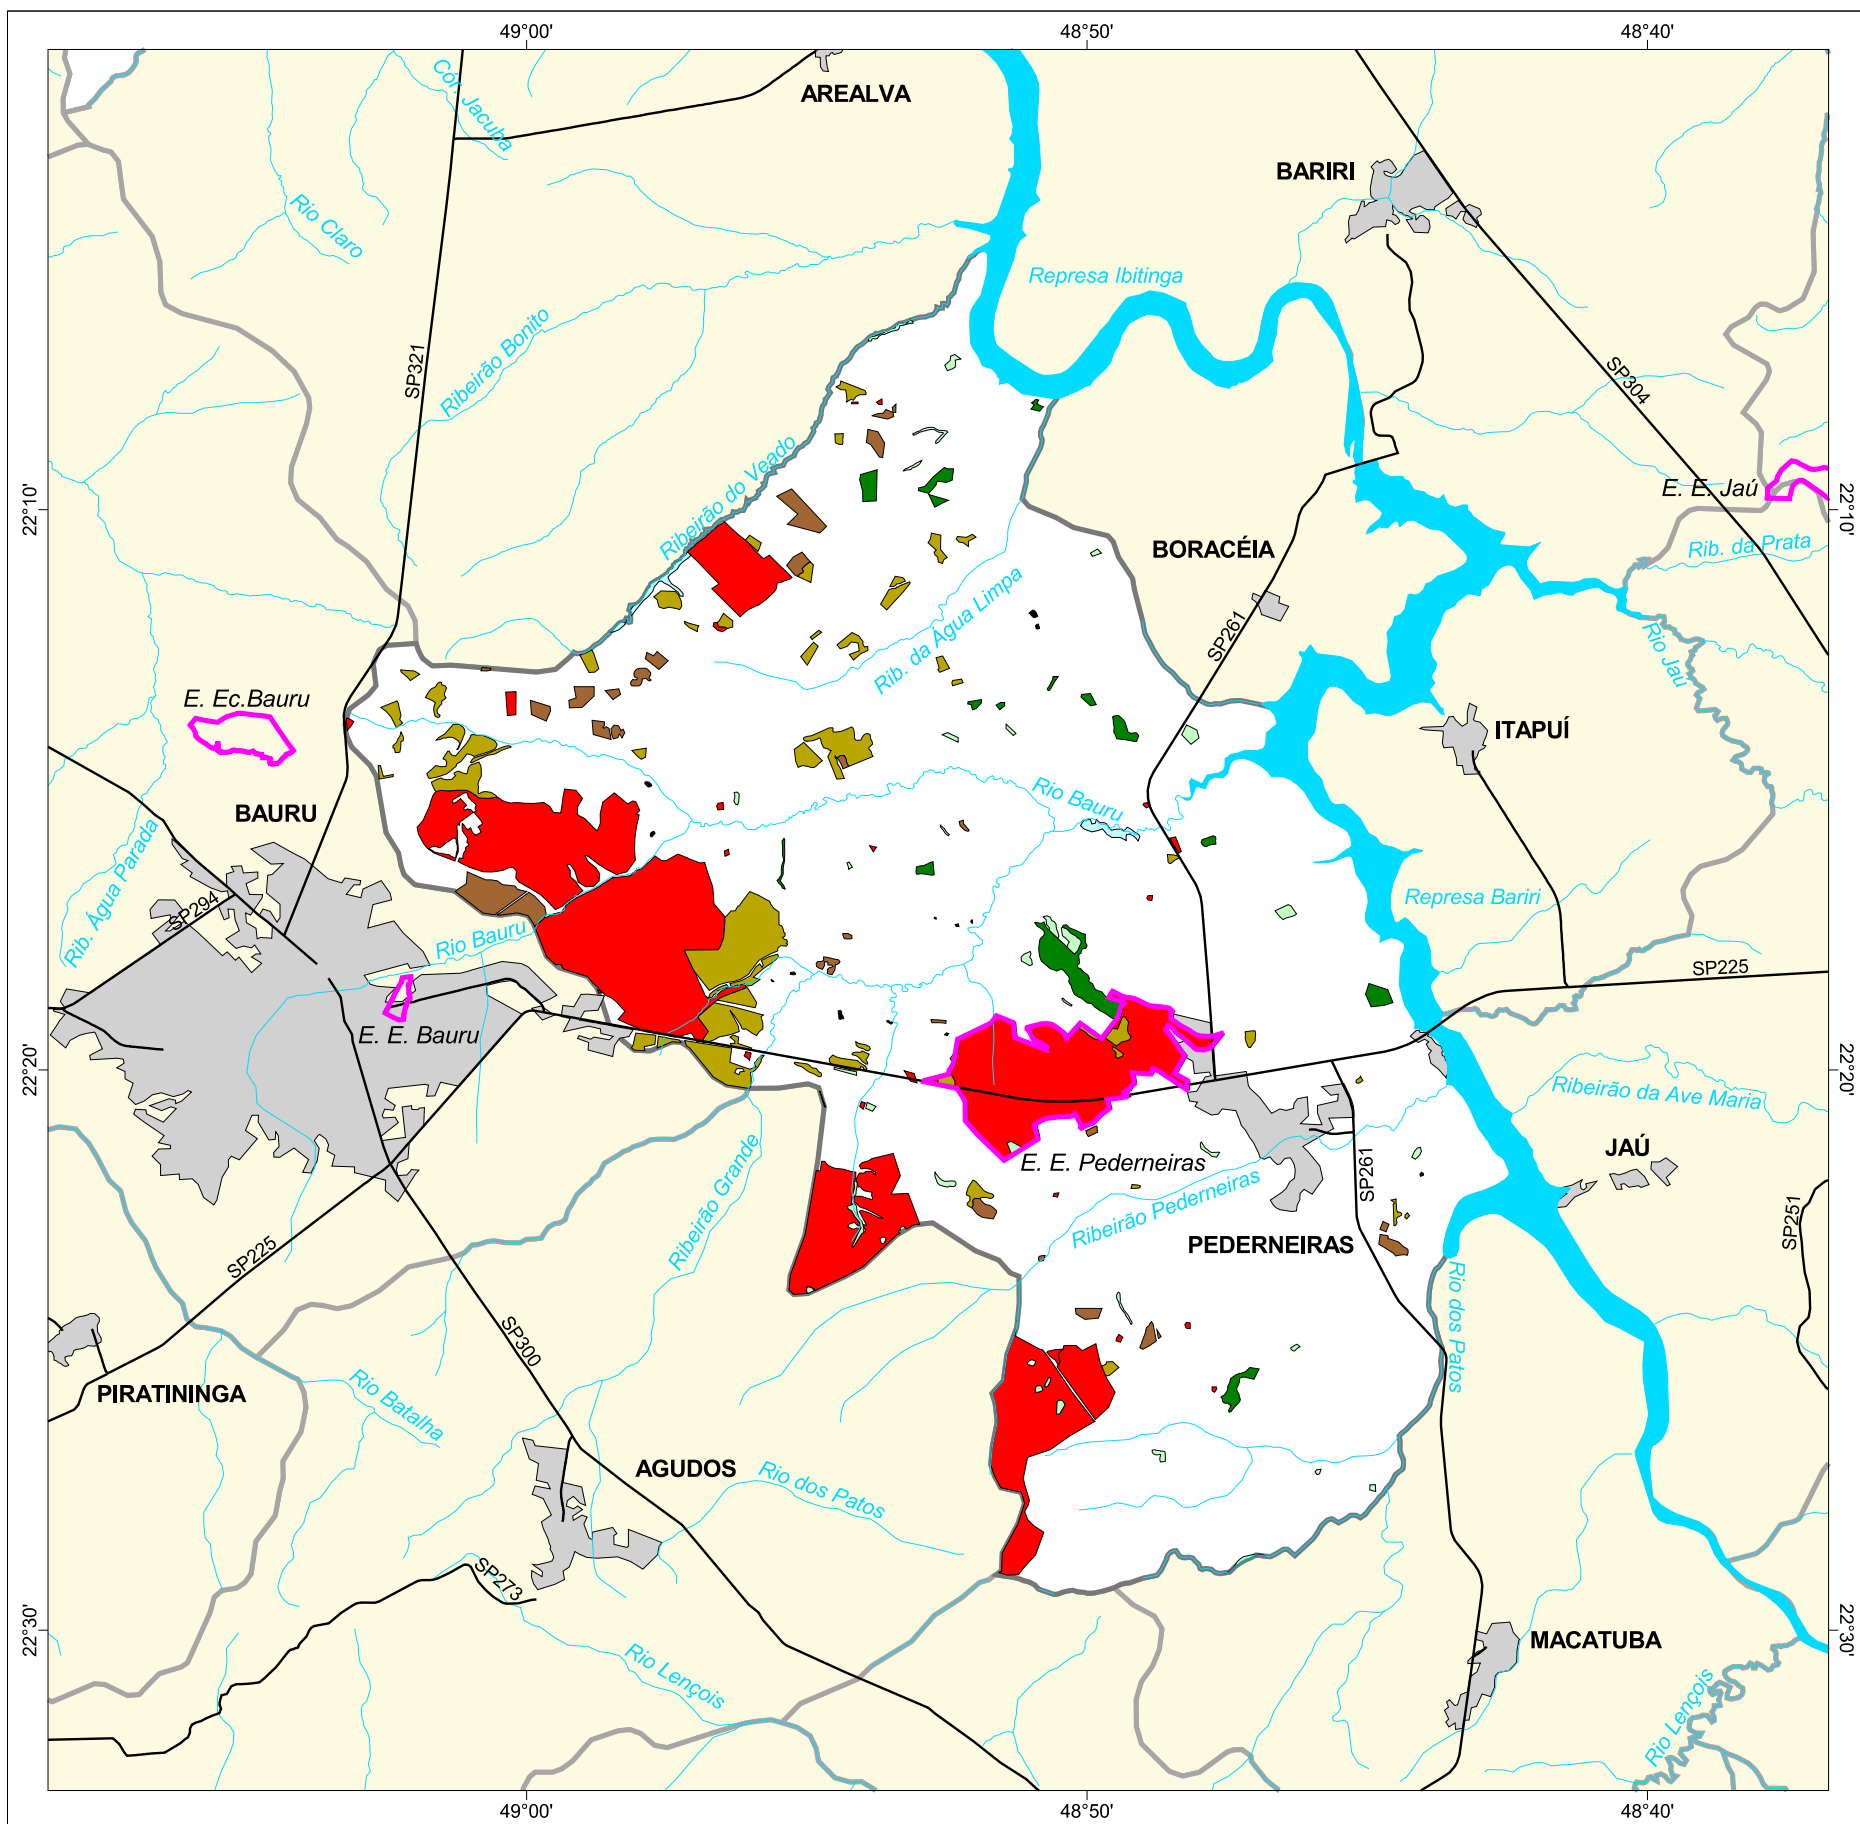 49°00'
48°50'
48°40'
AREALVA
Cór. Jacuba
BARIRI
Rio Claro
Represa Ibitinga
Ribeirão Bonito
SP321
SP304
Ribeirão do Veado
E. E. Jaú
22°10'
22°10'
BORACÉIA
Rib. da Prata
Rib. da Água Limpa
SP261
Rio Jaú
E. Ec.Bauru
ITAPUÍ
Rio Bauru
BAURU
Rib. Água Parada
Represa Bariri
SP294
Rio Bauru
SP225
E. E. Bauru
22°20'
22°20'
Ribeirão da Ave Maria
JAÚ
E. E. Pederneiras
SP261
Ribeirão Grande
Ribeirão Pederneiras
SP251
PEDERNEIRAS
SP225
Rio dos Patos
SP300
PIRATININGA
Rio Batalha
AGUDOS
Rio dos Patos
SP273
22°30'
22°30'
MACATUBA
Rio Lençois
Rio Lençois
49°00'
48°50'
48°40'